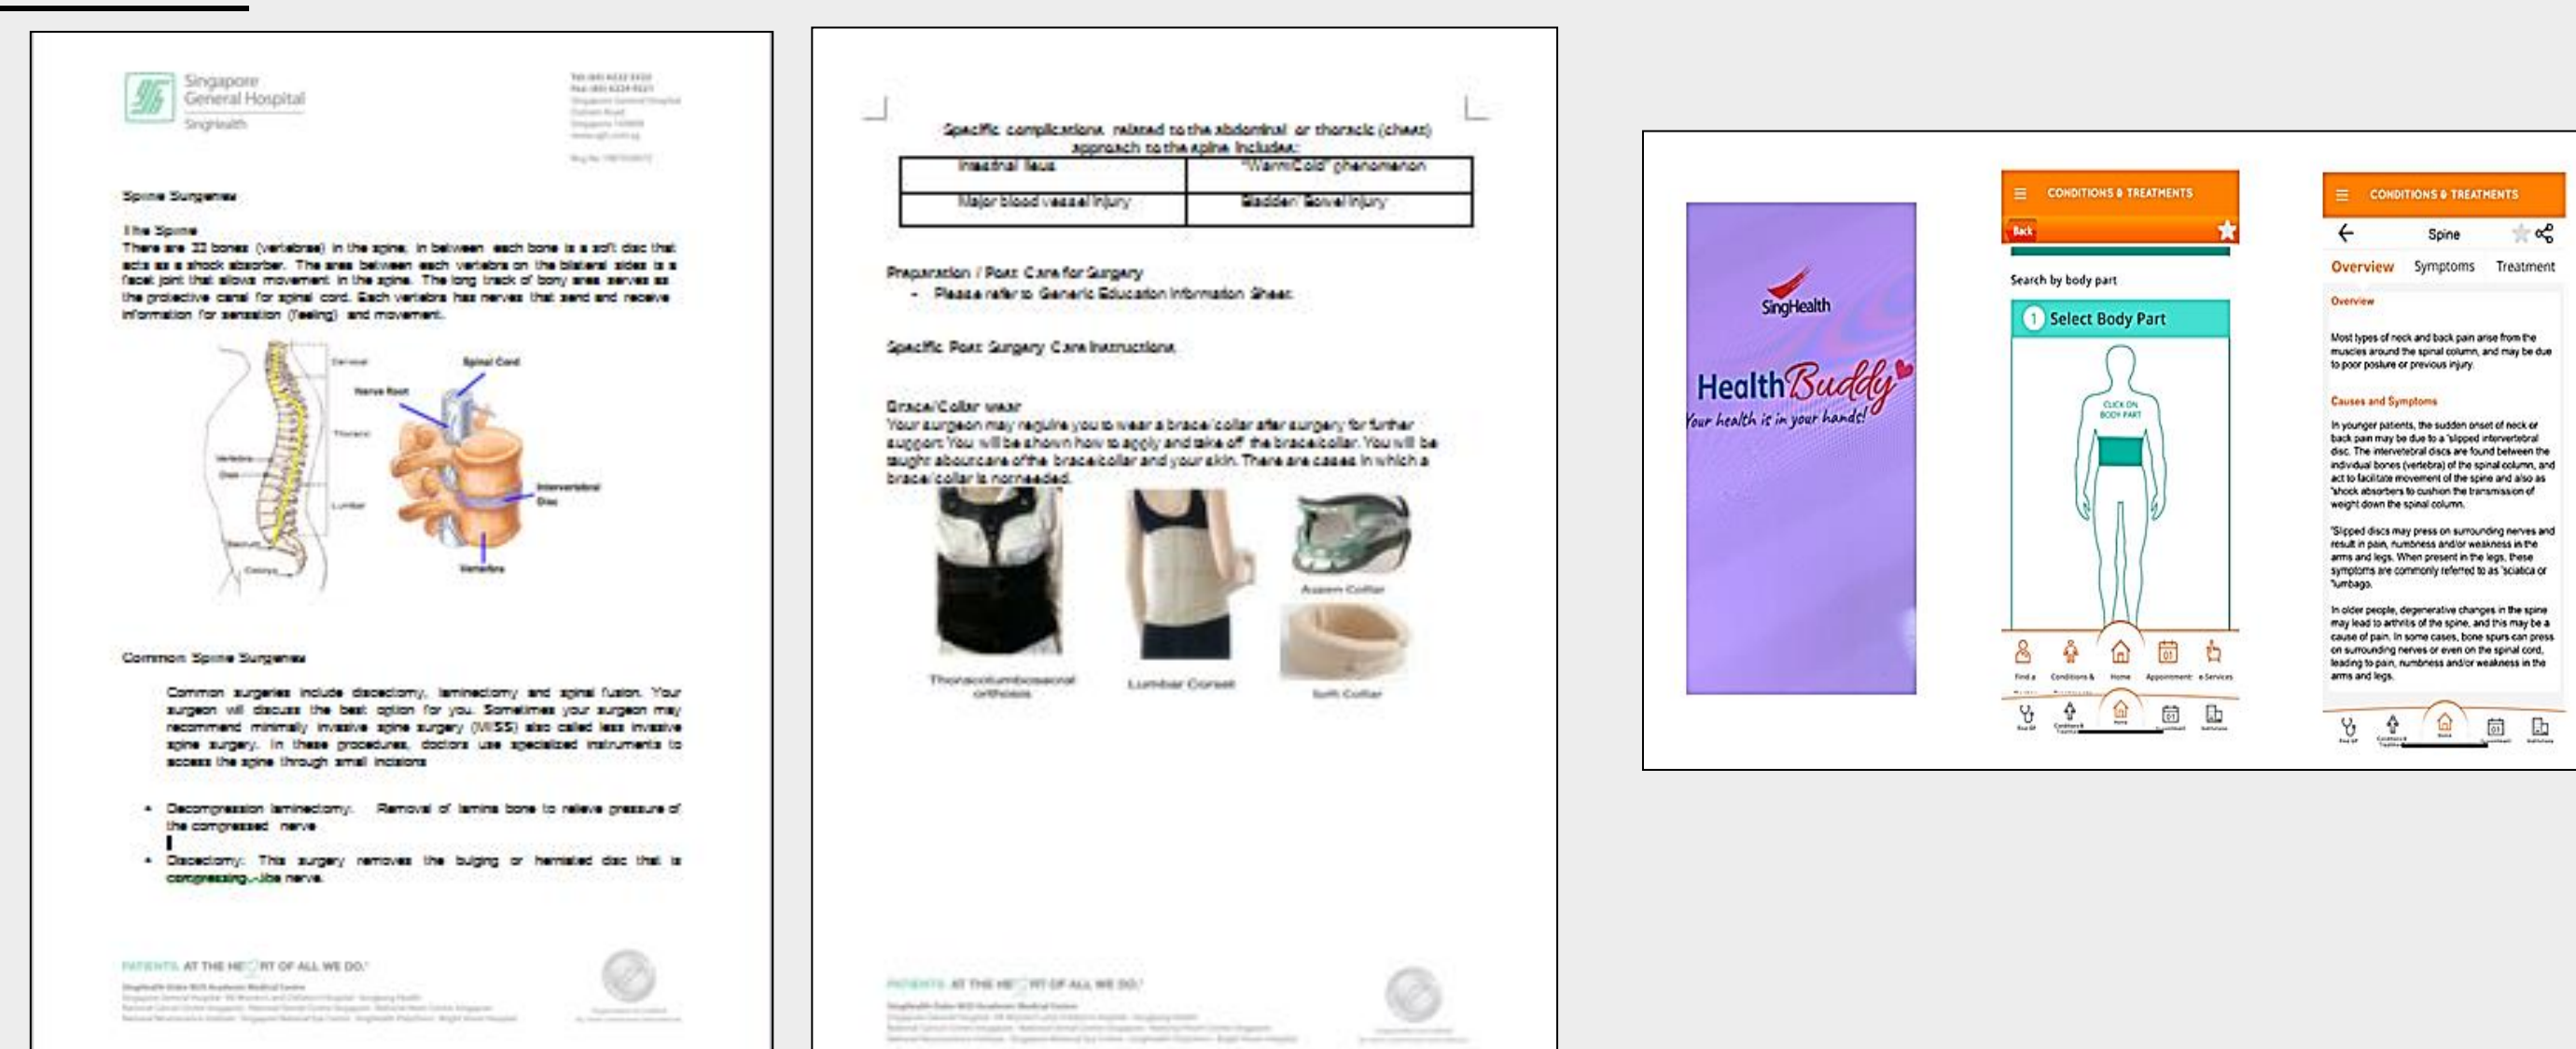 Singapore
General Hospital
SingHealth
Spine Surgeries
The Spine
There are 33 bones (vertebrae) in the spine; in between each bone is a soft disc that
acts as a shock absorber. The area between each vertebra on the bilateral sides is a
facet joint that allows movement in the spine. The long track of bony area serves as
the protective canal for spinal cord. Each vertebra has nerves that send and receive
information for sensation (feeling) and movement.
Cervical
Spinal Cord
Nerve Root
Thoracic
Vertebra
Disc
Intervertebral
Disc
Lumbar
Sacrum
Coccyx
Vertebra
Common Spine Surgeries
Common surgeries include discectomy, laminectomy and spinal fusion. Your
surgeon will discuss the best option for you. Sometimes your surgeon may
recommend minimally invasive spine surgery (MISS) also called less invasive
spine surgery. In these procedures, doctors use specialized instruments to
access the spine through small incisions
• Decompression laminectomy: Removal of lamina bone to relieve pressure of
the compressed nerve
• Discectomy: This surgery removes the bulging or herniated disc that is
compressing the nerve.
PATIENTS. AT THE HEART OF ALL WE DO.
Specific complications related to the abdominal or thoracic (chest)
approach to the spine includes:
Intestinal Ileus
"Warm/Cold" phenomenon
Major blood vessel injury
Bladder/ Bowel injury
Preparation / Post Care for Surgery
• Please refer to Generic Education Information Sheet.
Specific Post Surgery Care Instructions
Brace/Collar wear
Your surgeon may require you to wear a brace/collar after surgery for further
support. You will be shown how to apply and take off the brace/collar. You will be
taught about care of the brace/collar and your skin. There are cases in which a
brace/collar is not needed.
Thoracolumbosacral
orthosis
Lumbar Corset
Aspen Collar
Soft Collar
PATIENTS. AT THE HEART OF ALL WE DO.
SingHealth
HealthBuddy
Your health is in your hands!
CONDITIONS & TREATMENTS
Back
Search by body part
1 Select Body Part
CLICK ON
BODY PART
Find a
Conditions &
Home
Appointment
e-Services
Find GP
Conditions &
Home
CONDITIONS & TREATMENTS
Spine
Overview Symptoms Treatment
Overview
Most types of neck and back pain arise from the
muscles around the spinal column, and may be due
to poor posture or previous injury.
Causes and Symptoms
In younger patients, the sudden onset of neck or
back pain may be due to a 'slipped intervertebral
disc. The intervetebral discs are found between the
individual bones (vertebra) of the spinal column, and
act to facilitate movement of the spine and also as
'shock absorbers to cushion the transmission of
weight down the spinal column.
'Slipped discs may press on surrounding nerves and
result in pain, numbness and/or weakness in the
arms and legs. When present in the legs, these
symptoms are commonly referred to as 'sciatica or
'lumbago.
In older people, degenerative changes in the spine
may lead to arthritis of the spine, and this may be a
cause of pain. In some cases, bone spurs can press
on surrounding nerves or even on the spinal cord,
leading to pain, numbness and/or weakness in the
arms and legs.
Find GP
Conditions &
Home